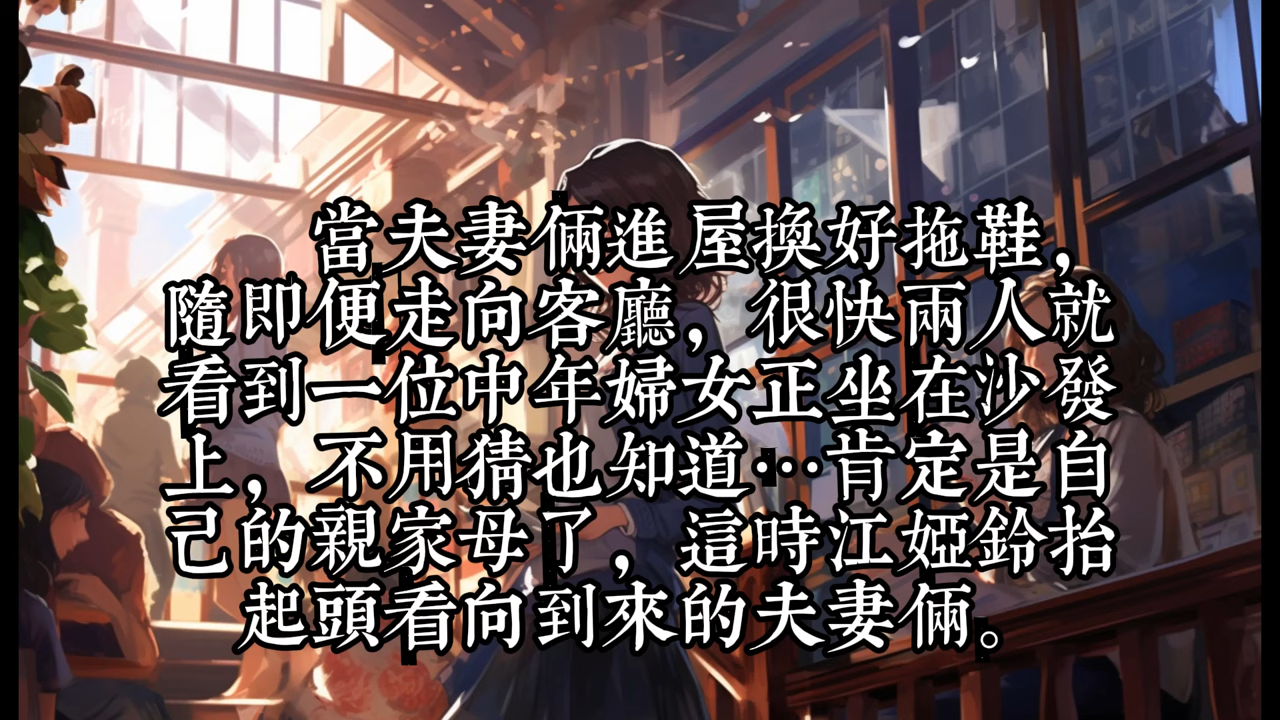 當夫妻倆進屋換好拖鞋，
隨即便走向客廳，很快兩人就
看到一位中年婦女正坐在沙發
上，不用猜也知道…肯定是自
己的親家母了，這時江婭鈴抬
起頭看向到來的夫妻倆。